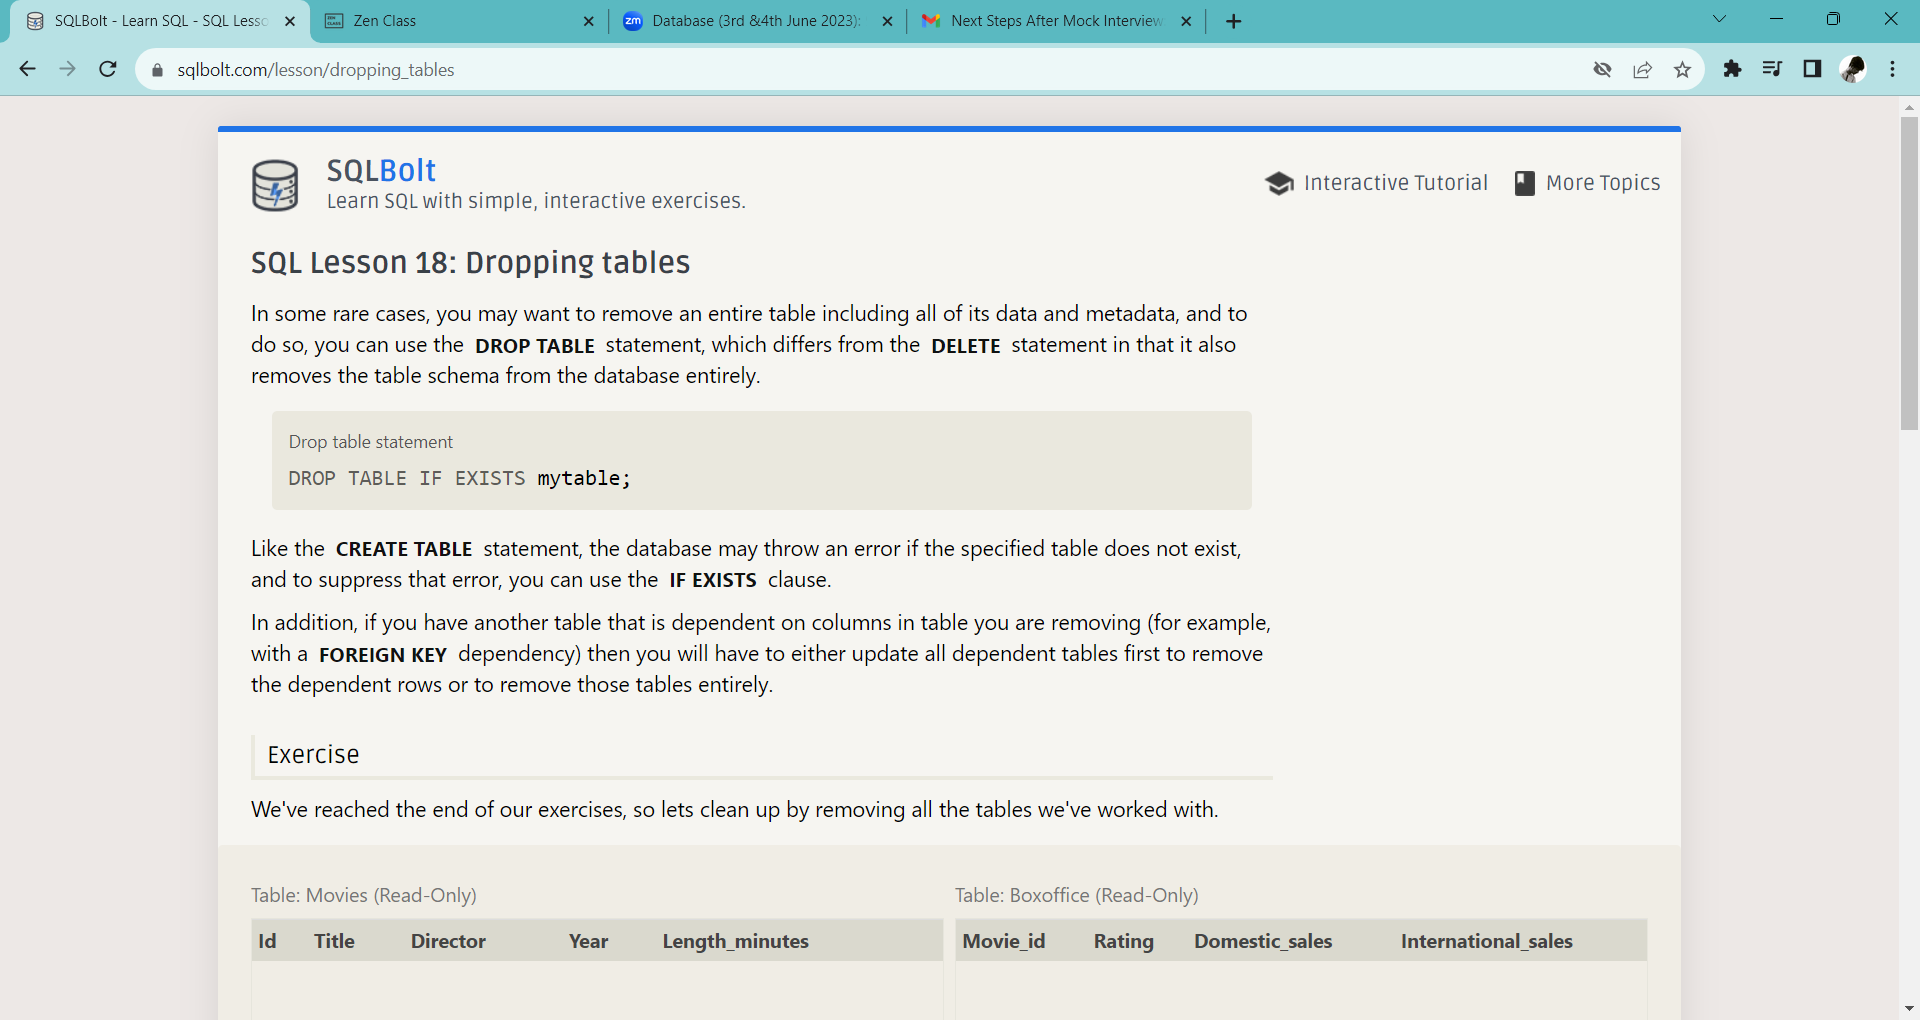 SQLBolt - Learn SQL - SQL Lesso
Zen Class
zm Database (3rd &4th June 2023):
Next Steps After Mock Interview
sqlbolt.com/lesson/dropping_tables
SQLBolt
Learn SQL with simple, interactive exercises.
Interactive Tutorial
More Topics
SQL Lesson 18: Dropping tables
In some rare cases, you may want to remove an entire table including all of its data and metadata, and to
do so, you can use the DROP TABLE statement, which differs from the DELETE statement in that it also
removes the table schema from the database entirely.
Drop table statement
DROP TABLE IF EXISTS mytable;
Like the CREATE TABLE statement, the database may throw an error if the specified table does not exist,
and to suppress that error, you can use the IF EXISTS clause.
In addition, if you have another table that is dependent on columns in table you are removing (for example,
with a FOREIGN KEY dependency) then you will have to either update all dependent tables first to remove
the dependent rows or to remove those tables entirely.
Exercise
We've reached the end of our exercises, so lets clean up by removing all the tables we've worked with.
Table: Movies (Read-Only)
Id Title Director Year Length_minutes
Table: Boxoffice (Read-Only)
Movie_id Rating Domestic_sales International_sales